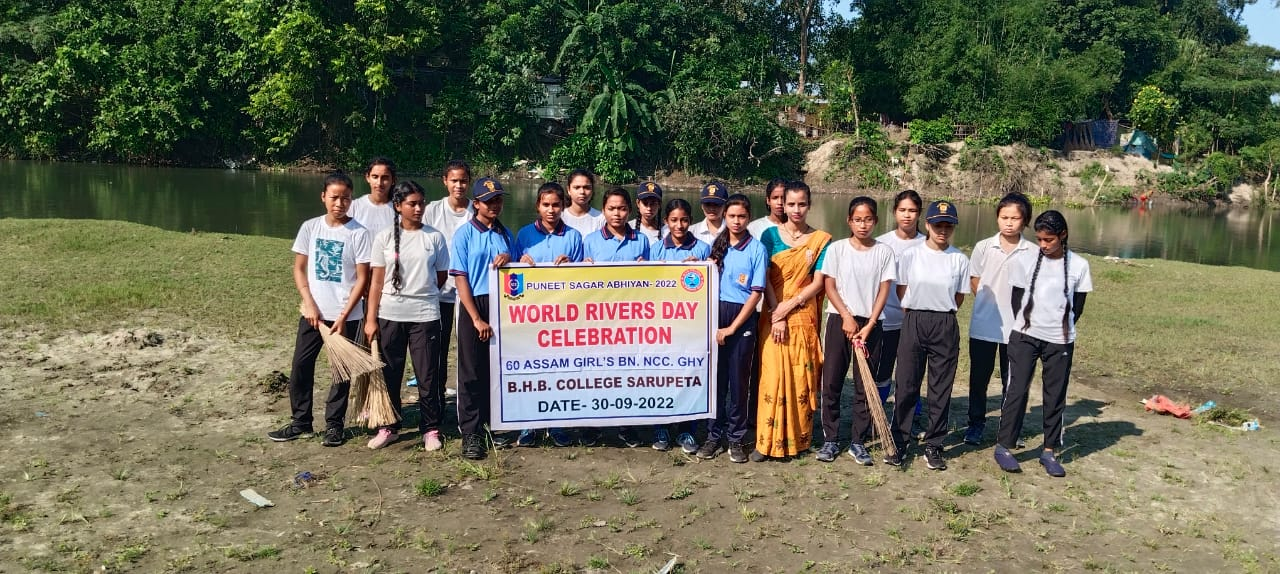 PUNEET SAGAR ABHIYAN- 2022
WORLD RIVERS DAY
CELEBRATION
60 ASSAM GIRL'S BN. NCC. GHY
B.H.B. COLLEGE SARUPETA
DATE- 30-09-2022